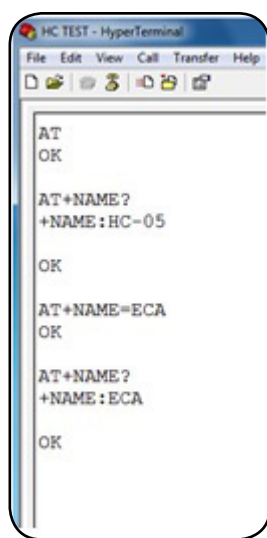 HC TEST - HyperTerminal
File Edit View Call Transfer Help
AT
OK
AT+NAME?
+NAME:HC-05
OK
AT+NAME=ECA
OK
AT+NAME?
+NAME:ECA
OK